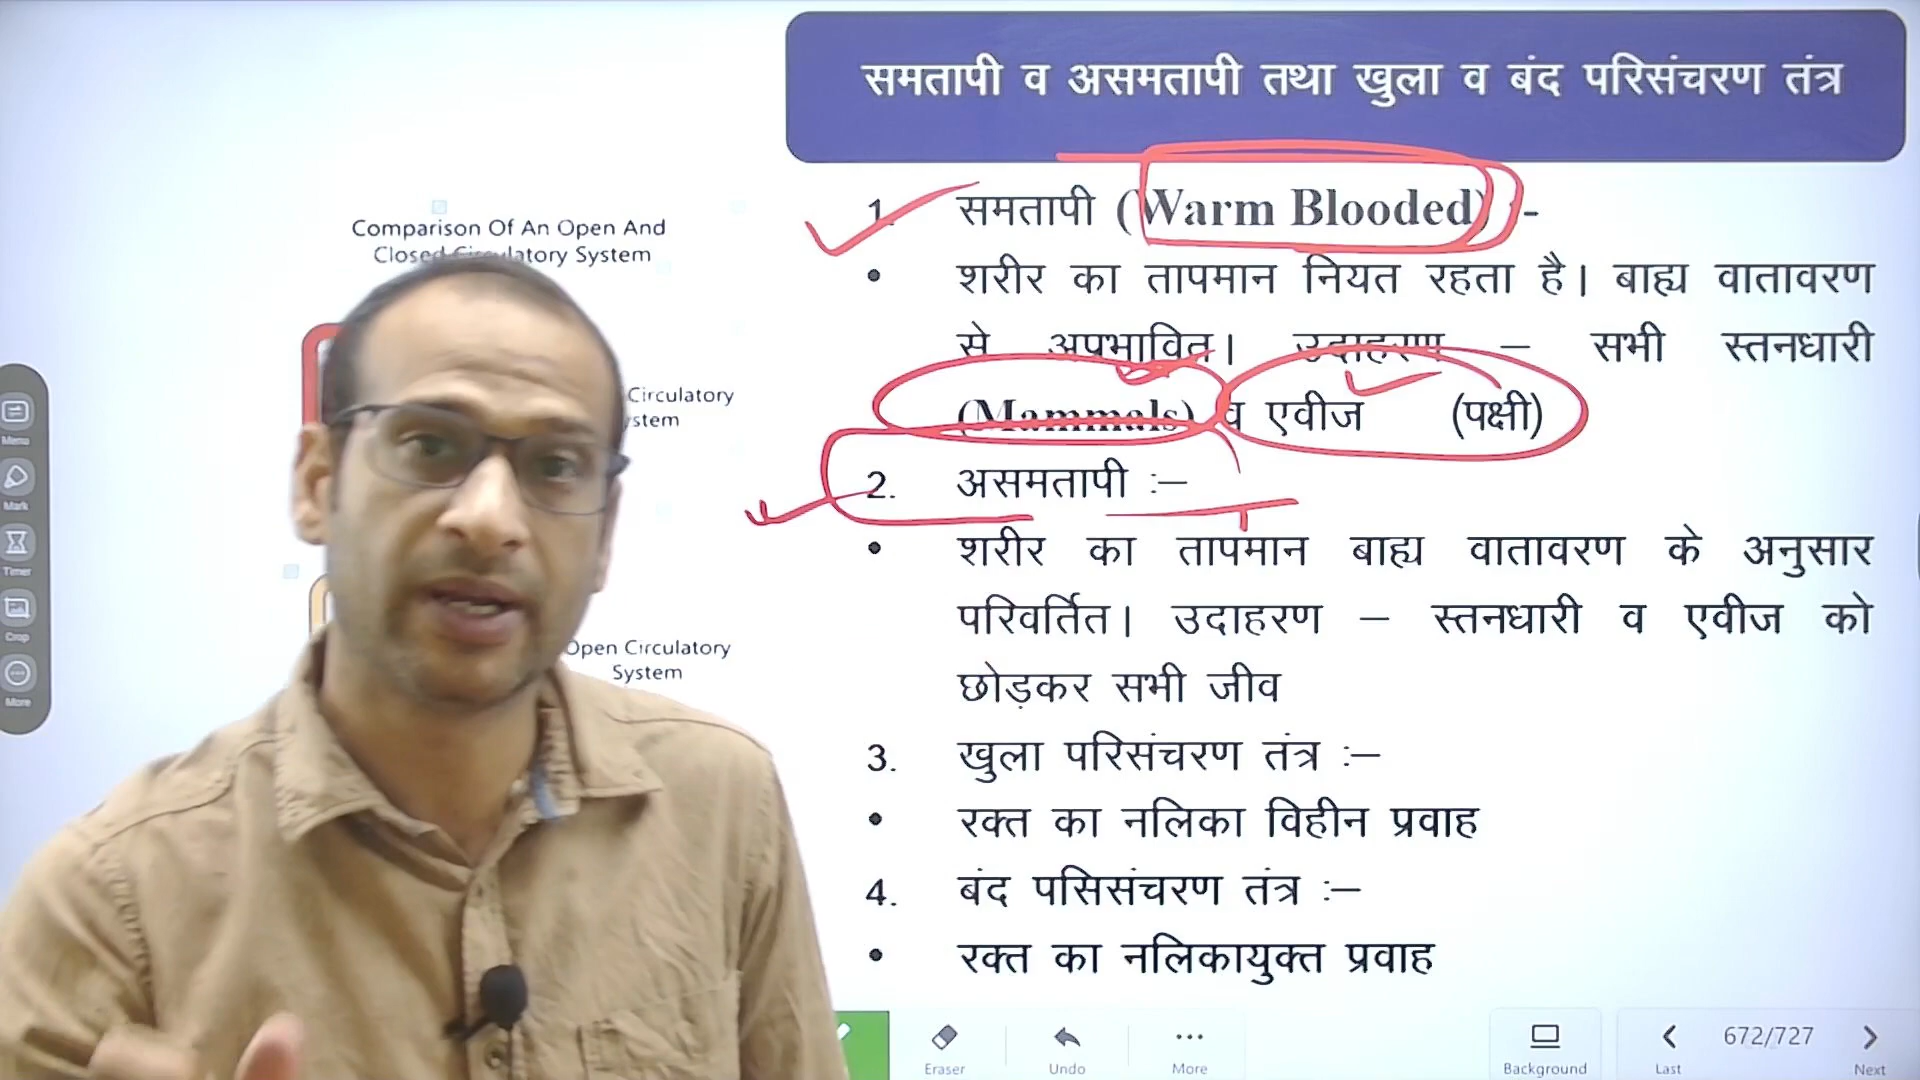 समतापी व असमतापी तथा खुला व बंद परिसंचरण तंत्र
Comparison Of An Open And
Closed Circulatory System
Circulatory
System
Open Circulatory
System
1. समतापी (Warm Blooded) :-
• शरीर का तापमान नियत रहता है। बाह्य वातावरण
से अप्रभावित। उदाहरण – सभी स्तनधारी
(Mammals) व एवीज (पक्षी)
2. असमतापी :–
• शरीर का तापमान बाह्य वातावरण के अनुसार
परिवर्तित। उदाहरण – स्तनधारी व एवीज को
छोड़कर सभी जीव
3. खुला परिसंचरण तंत्र :–
• रक्त का नलिका विहीन प्रवाह
4. बंद पसिसंचरण तंत्र :–
• रक्त का नलिकायुक्त प्रवाह
Menu
Mark
Timer
Crop
More
Eraser
Undo
More
Background
Last
672/727
Next